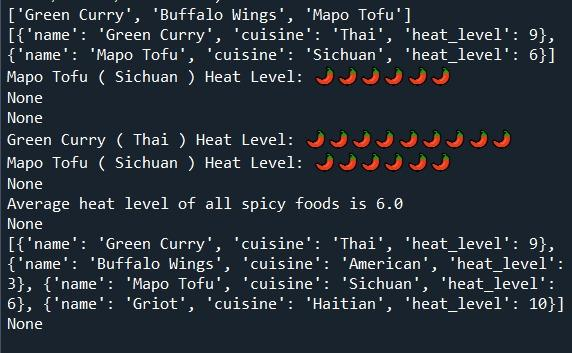 ['Green Curry', 'Buffalo Wings', 'Mapo Tofu']
[{'name': 'Green Curry', 'cuisine': 'Thai', 'heat_level': 9},
{'name': 'Mapo Tofu', 'cuisine': 'Sichuan', 'heat_level': 6}]
Mapo Tofu ( Sichuan ) Heat Level: 🌶🌶🌶🌶🌶🌶
None
None
Green Curry ( Thai ) Heat Level: 🌶🌶🌶🌶🌶🌶🌶🌶🌶
Mapo Tofu ( Sichuan ) Heat Level: 🌶🌶🌶🌶🌶🌶
None
Average heat level of all spicy foods is 6.0
None
[{'name': 'Green Curry', 'cuisine': 'Thai', 'heat_level': 9},
{'name': 'Buffalo Wings', 'cuisine': 'American', 'heat_level':
3}, {'name': 'Mapo Tofu', 'cuisine': 'Sichuan', 'heat_level':
6}, {'name': 'Griot', 'cuisine': 'Haitian', 'heat_level': 10}]
None